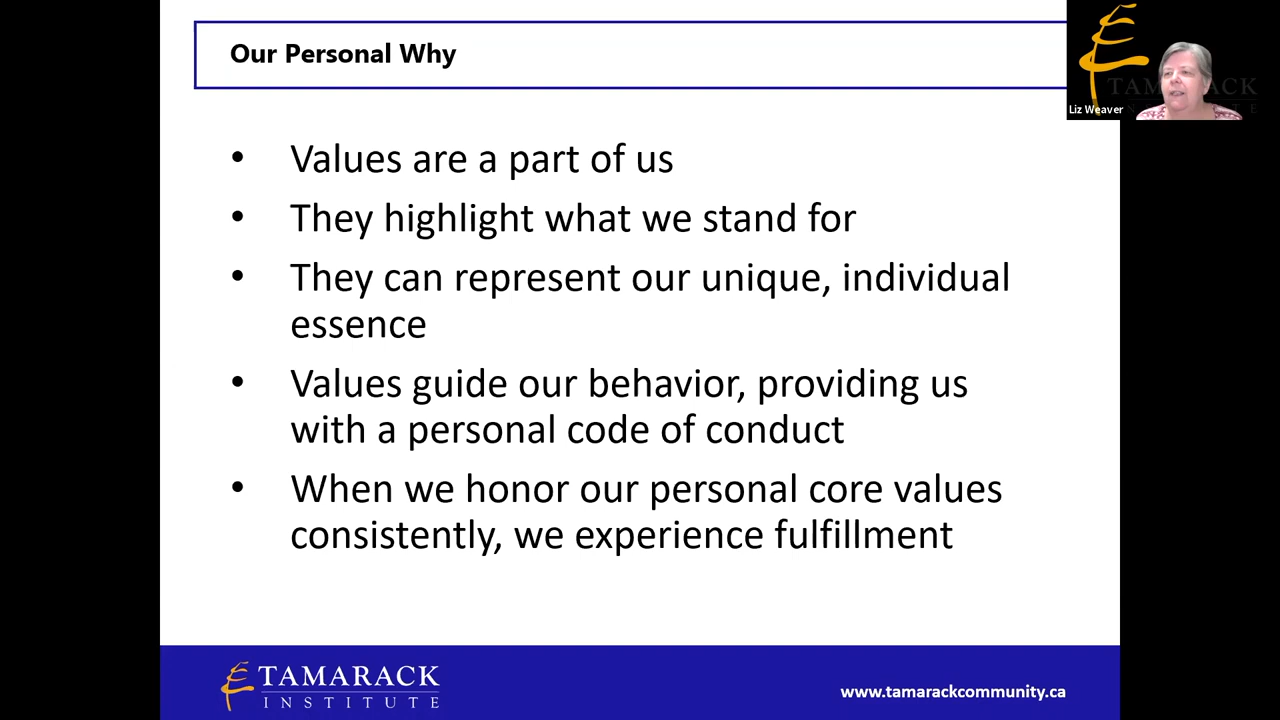 Our Personal Why
TAMARACK
Liz Weaver
• Values are a part of us
• They highlight what we stand for
• They can represent our unique, individual
essence
• Values guide our behavior, providing us
with a personal code of conduct
• When we honor our personal core values
consistently, we experience fulfillment
TAMARACK
INSTITUTE
www.tamarackcommunity.ca